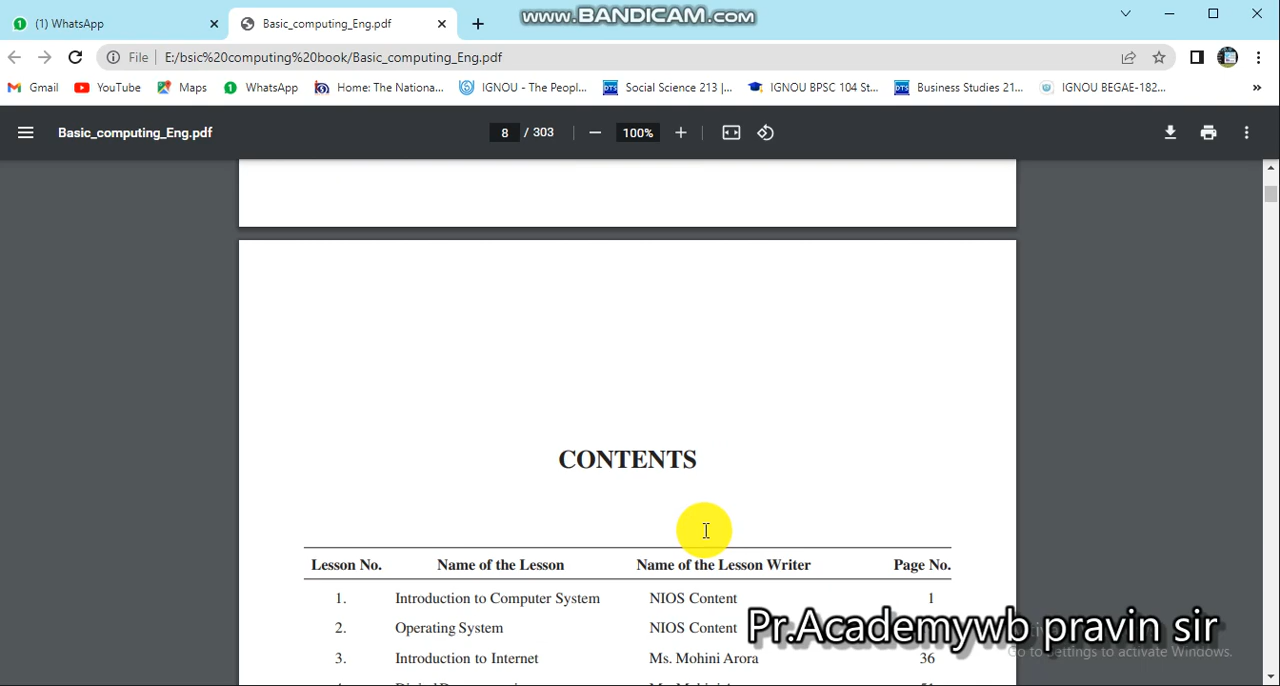 (1) WhatsApp
Basic_computing_Eng.pdf
www.BANDICAM.com
File
E:/bsic%20computing%20book/Basic_computing_Eng.pdf
Gmail
YouTube
Maps
WhatsApp
Home: The Nationa...
IGNOU - The Peopl...
Social Science 213 |...
IGNOU BPSC 104 St...
Business Studies 21...
IGNOU BEGAE-182...
Basic_computing_Eng.pdf
8 / 303
100%
CONTENTS
Lesson No. Name of the Lesson Name of the Lesson Writer Page No.
1. Introduction to Computer System NIOS Content 1
2. Operating System NIOS Content
3. Introduction to Internet Ms. Mohini Arora 36
Pr.Academywb pravin sir
Go to Settings to activate Windows.